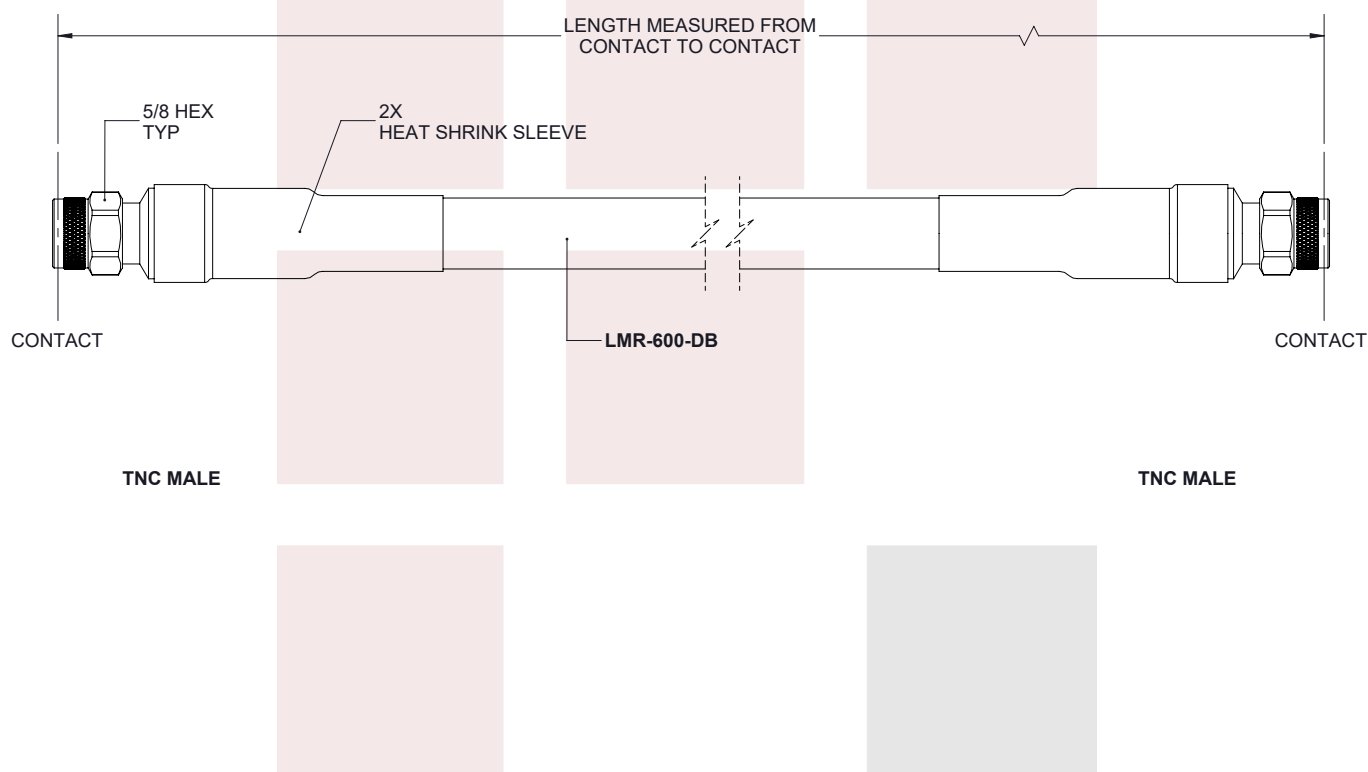 LENGTH MEASURED FROM
CONTACT TO CONTACT
5/8 HEX
TYP
2X
HEAT SHRINK SLEEVE
CONTACT
LMR-600-DB
CONTACT
TNC MALE
TNC MALE